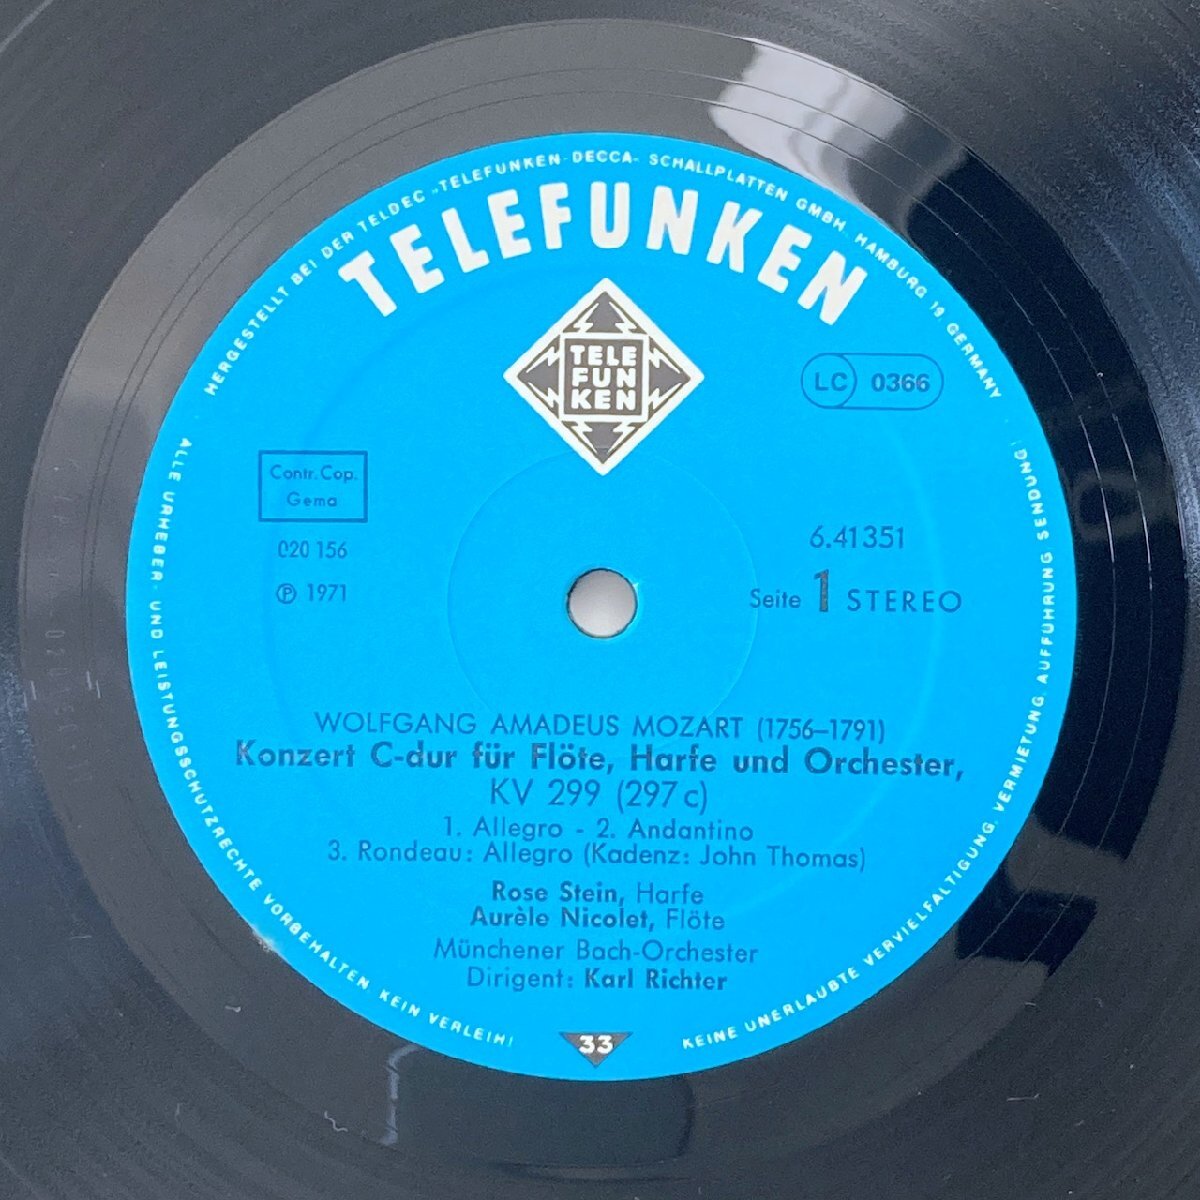 HERGESTELLT BEI DER TELDEC „TELEFUNKEN-DECCA“ SCHALLPLATTEN GMBH, HAMBURG 19 GERMANY
TELEFUNKEN
TELE
FUN
KEN
LC 0366
Contr. Cop.
Gema
020 156
℗ 1971
6.41351
Seite 1 STEREO
WOLFGANG AMADEUS MOZART (1756–1791)
Konzert C-dur für Flöte, Harfe und Orchester,
KV 299 (297 c)
1. Allegro - 2. Andantino
3. Rondeau: Allegro (Kadenz: John Thomas)
Rose Stein, Harfe
Aurèle Nicolet, Flöte
Münchener Bach-Orchester
Dirigent: Karl Richter
33
ALLE URHEBER- UND LEISTUNGSSCHUTZRECHTE VORBEHALTEN. KEIN VERLEIH!
KEINE UNERLAUBTE VERVIELFÄLTIGUNG, VERMIETUNG, AUFFÜHRUNG, SENDUNG!